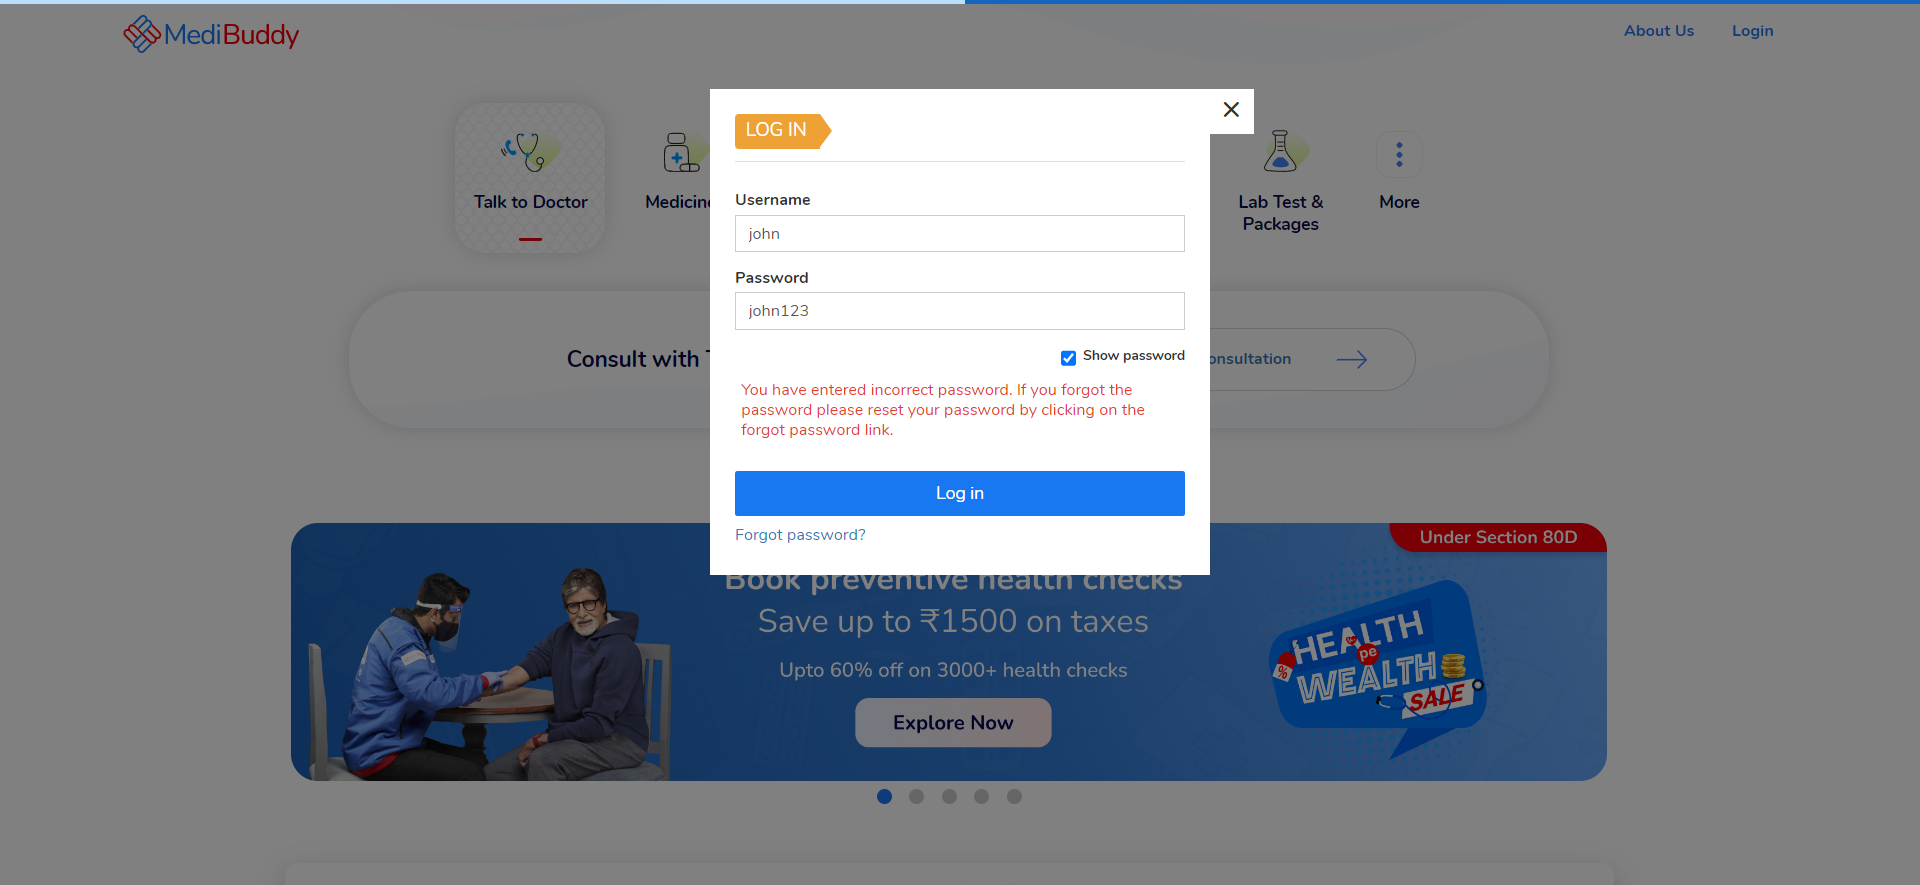 MediBuddy
About Us
Login
LOG IN
Username
john
Password
john123
Show password
You have entered incorrect password. If you forgot the
password please reset your password by clicking on the
forgot password link.
Log in
Forgot password?
Talk to Doctor
Medicine
Lab Test &
Packages
More
Consult with
onsultation
Under Section 80D
Book preventive health checks
Save up to ₹1500 on taxes
Upto 60% off on 3000+ health checks
Explore Now
HEALTH
pe
%
WEALTH
SALE